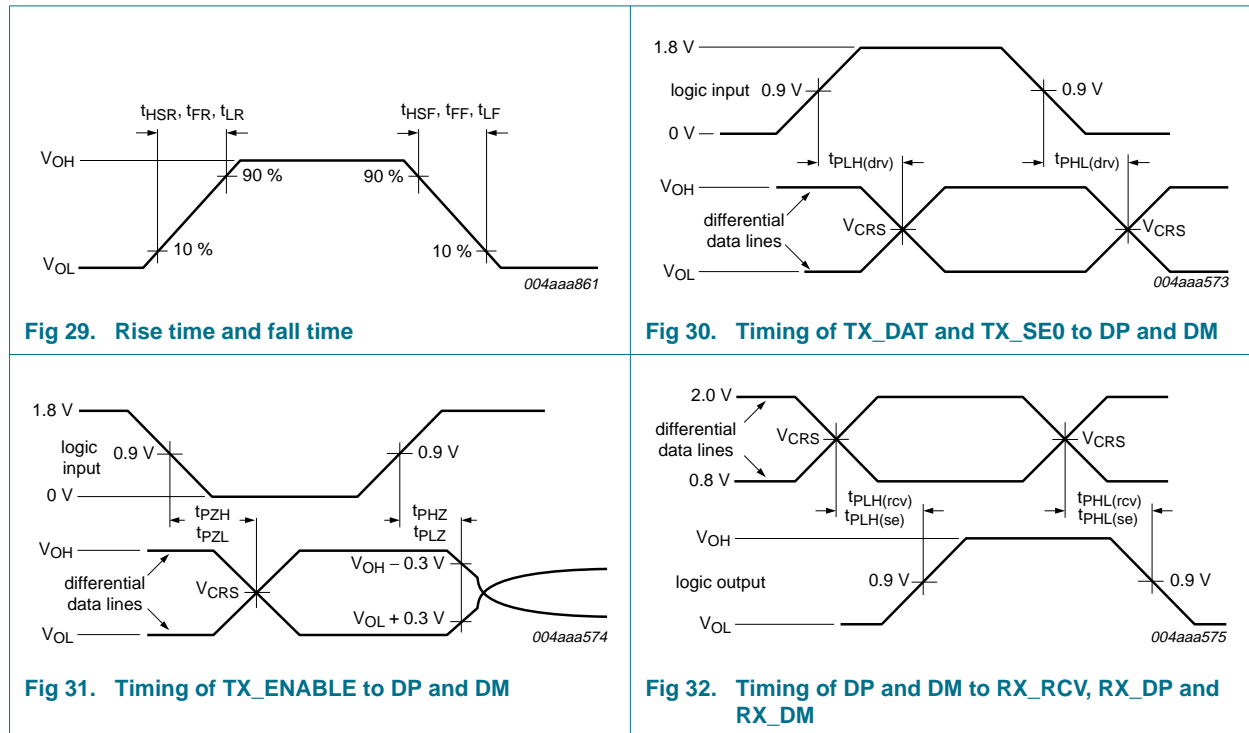 tHSR, tFR, tLR
tHSF, tFF, tLF
VOH
90 %
90 %
10 %
10 %
VOL
004aaa861
Fig 29. Rise time and fall time
1.8 V
logic input
0.9 V
0.9 V
0 V
tPLH(drv)
tPHL(drv)
VOH
differential
data lines
VCRS
VCRS
VOL
004aaa573
Fig 30. Timing of TX_DAT and TX_SE0 to DP and DM
1.8 V
logic
input
0.9 V
0.9 V
0 V
tPZH
tPZL
tPHZ
tPLZ
VOH
VOH – 0.3 V
differential
data lines
VCRS
VOL + 0.3 V
VOL
004aaa574
Fig 31. Timing of TX_ENABLE to DP and DM
2.0 V
differential
data lines
VCRS
VCRS
0.8 V
tPLH(rcv)
tPLH(se)
tPHL(rcv)
tPHL(se)
VOH
logic output
0.9 V
0.9 V
VOL
004aaa575
Fig 32. Timing of DP and DM to RX_RCV, RX_DP and
RX_DM